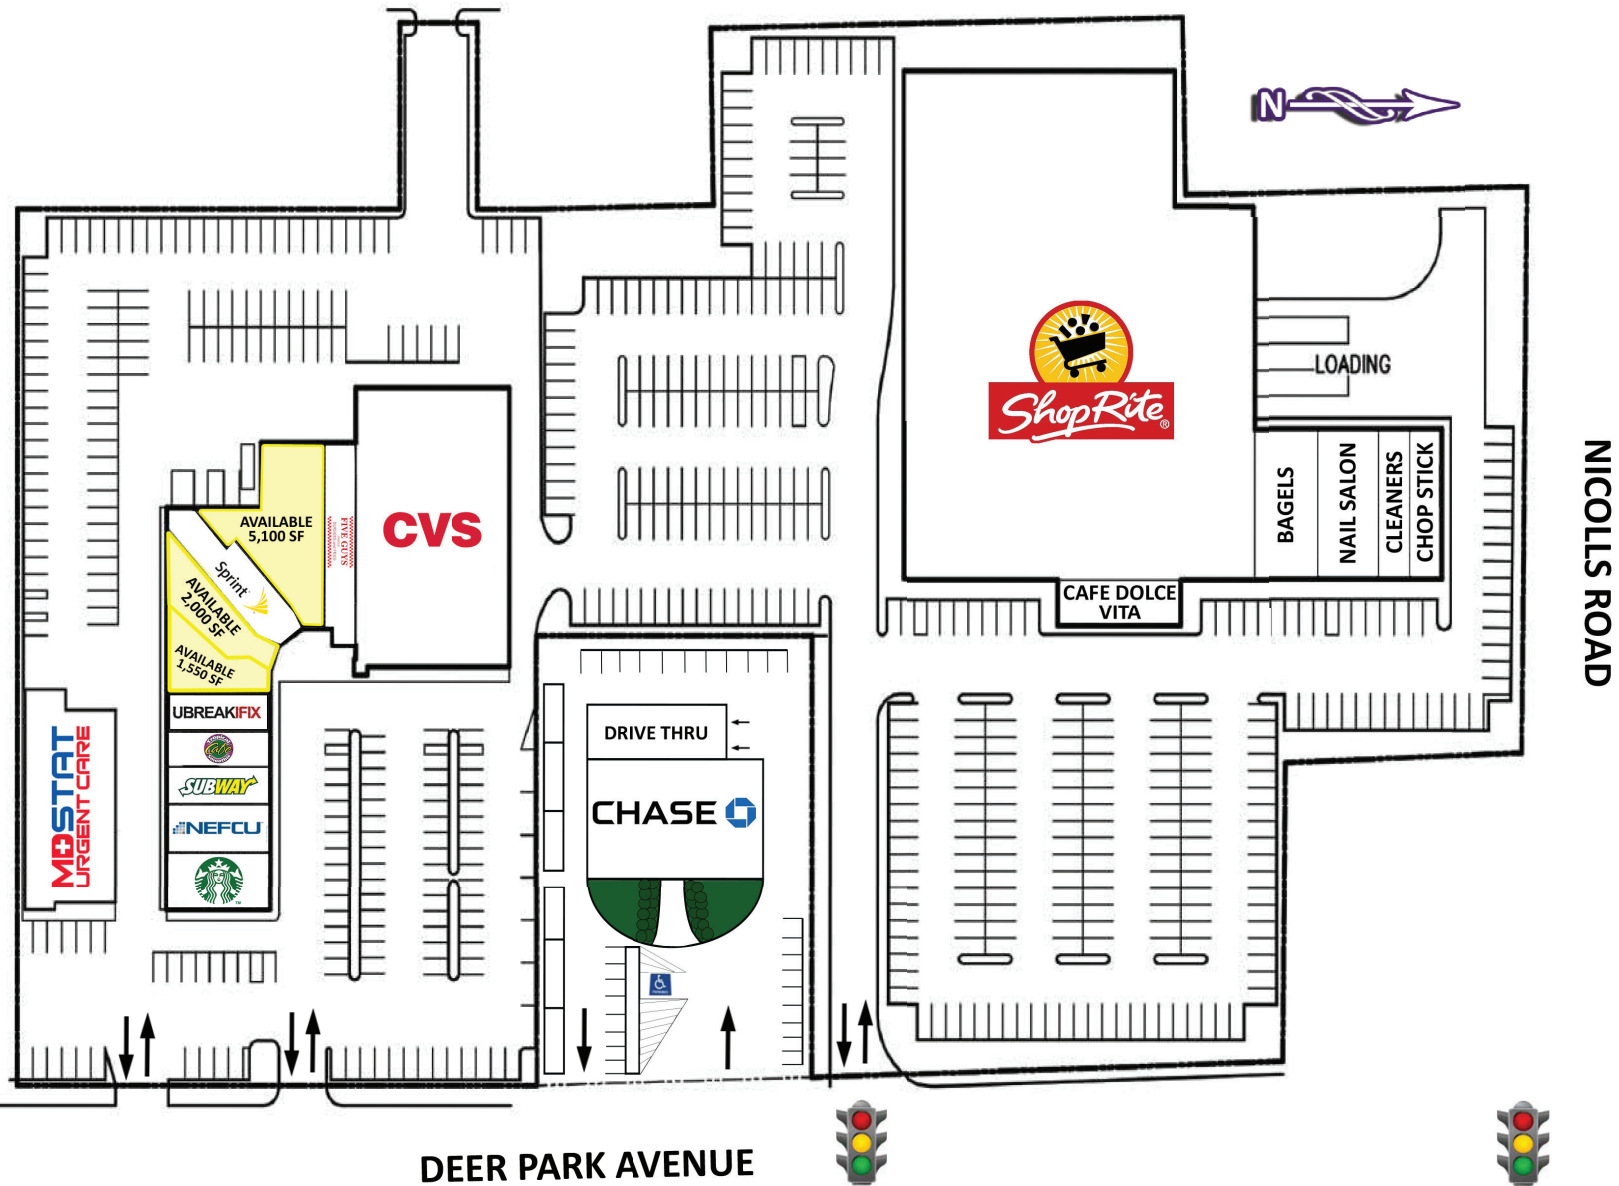 N
LOADING
ShopRite®
BAGELS
NAIL SALON
CLEANERS
CHOP STICK
NICOLLS ROAD
CAFE DOLCE
VITA
CVS
FIVE GUYS
AVAILABLE
5,100 SF
Sprint
AVAILABLE
2,000 SF
AVAILABLE
1,550 SF
UBREAKIFIX
Cafe
SUBWAY
NEFCU
TM
MDSTAT
URGENT CARE
DRIVE THRU
CHASE
DEER PARK AVENUE